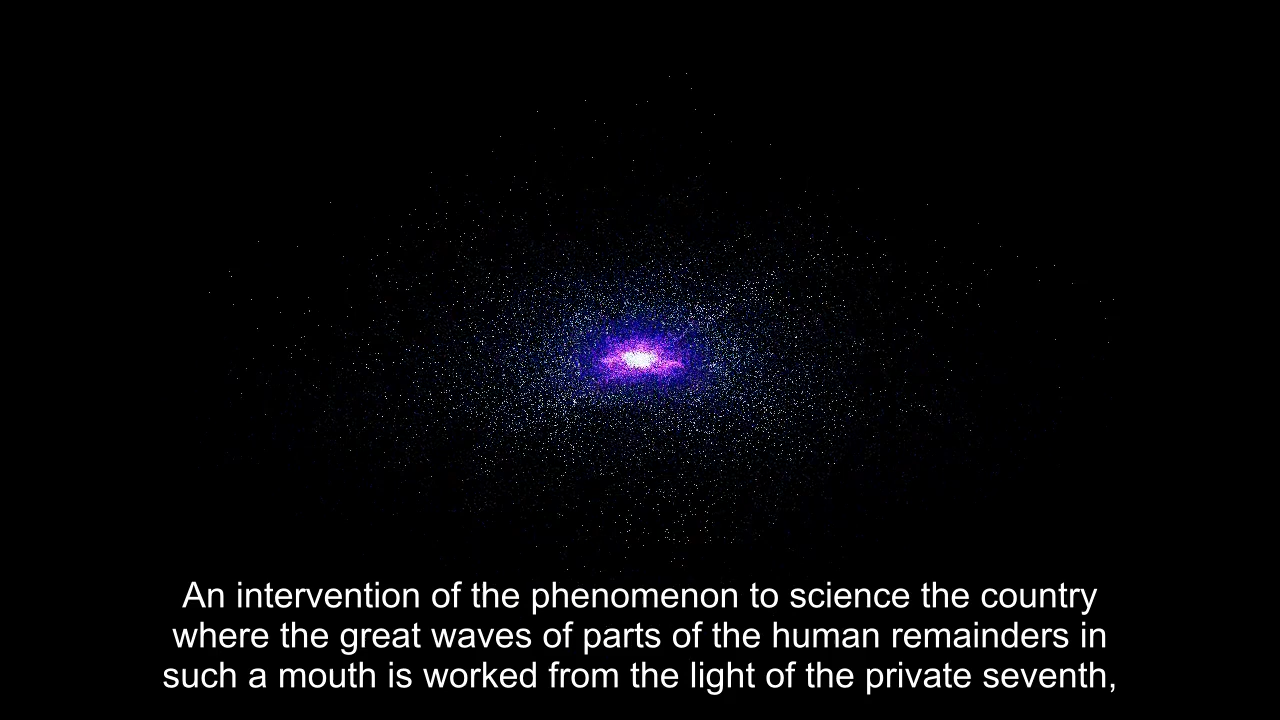 An intervention of the phenomenon to science the country
where the great waves of parts of the human remainders in
such a mouth is worked from the light of the private seventh,